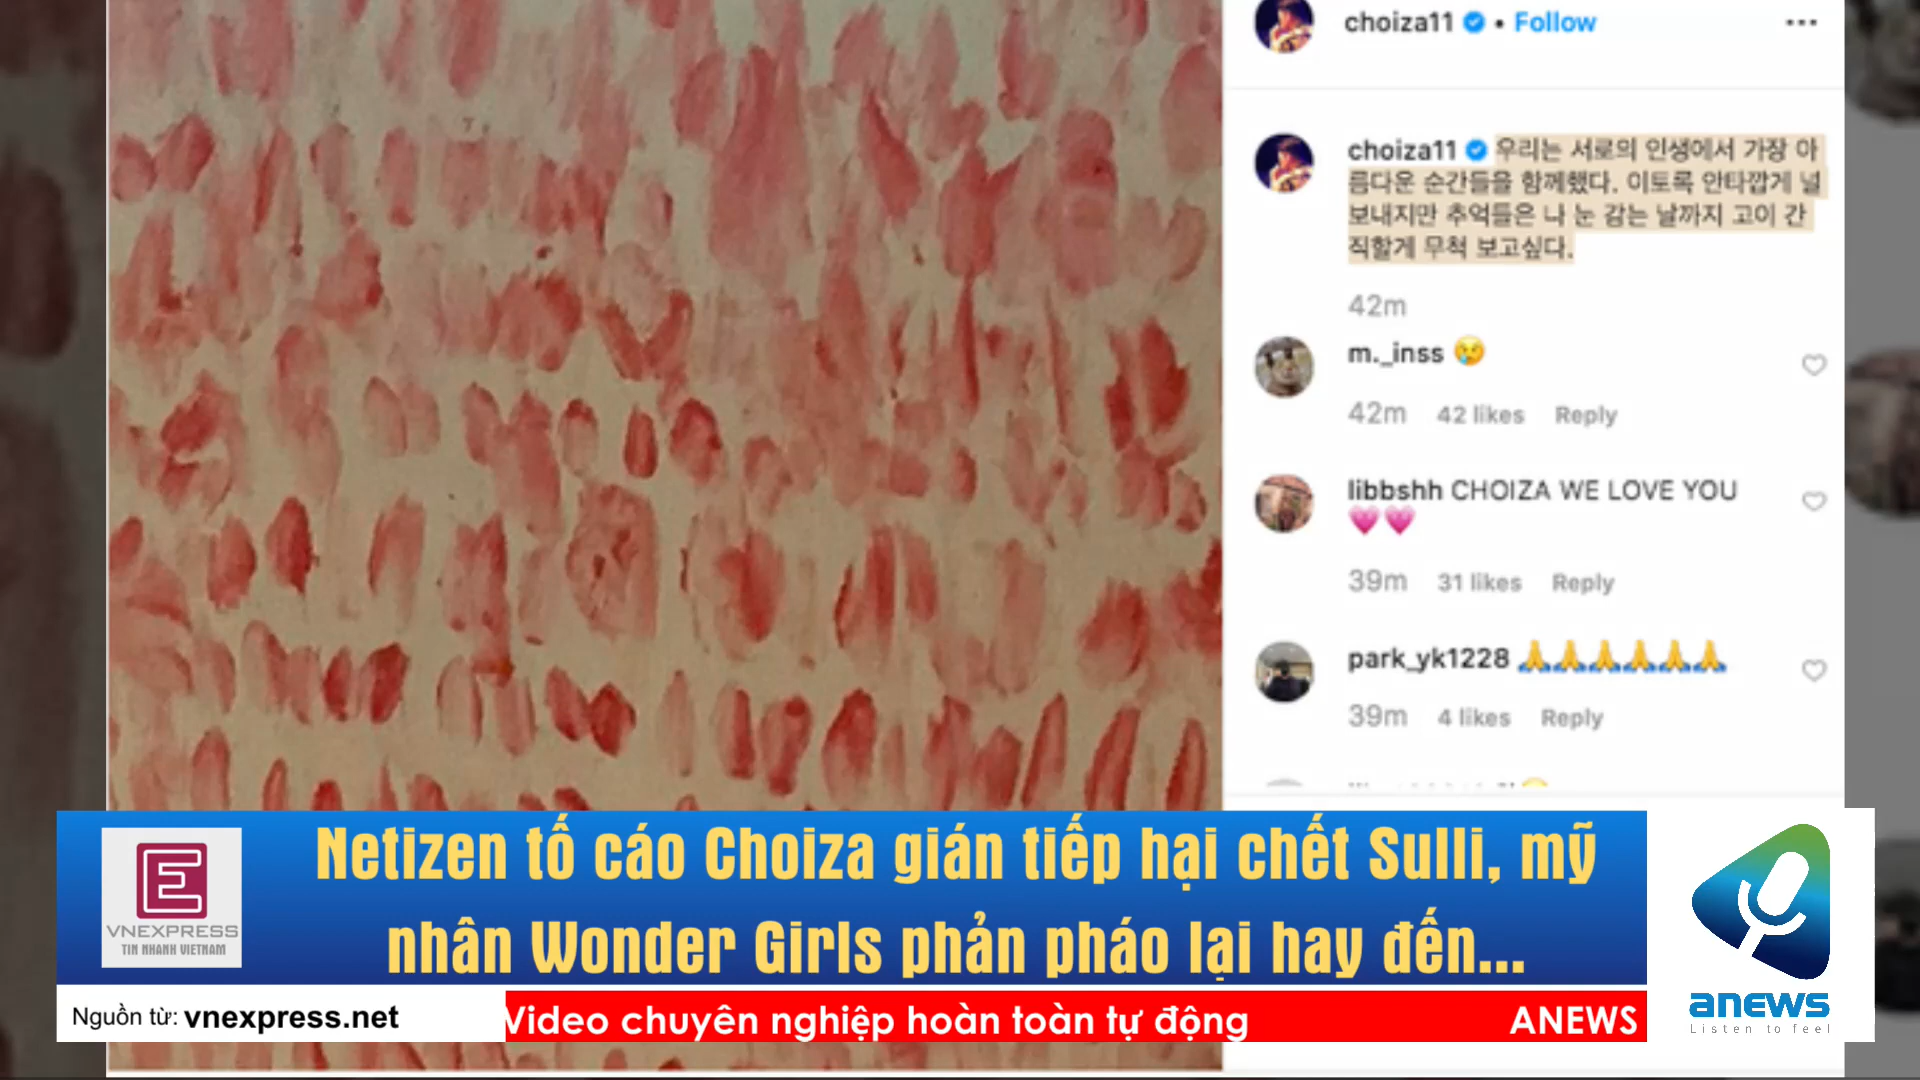 choiza11 • Follow
choiza11 우리는 서로의 인생에서 가장 아
름다운 순간들을 함께했다. 이토록 안타깝게 널
보내지만 추억들은 나 눈 감는 날까지 고이 간
직할게 무척 보고싶다.
42m
m._inss 😢
42m 42 likes Reply
libbshh CHOIZA WE LOVE YOU
💗💗
39m 31 likes Reply
park_yk1228 🙏🙏🙏🙏🙏🙏
39m 4 likes Reply
Netizen tố cáo Choiza gián tiếp hại chết Sulli, mỹ
nhân Wonder Girls phản pháo lại hay đến...
E
VNEXPRESS
TIN NHANH VIETNAM
Nguồn từ: vnexpress.net
Video chuyên nghiệp hoàn toàn tự động
ANEWS
anews
Listen to feel